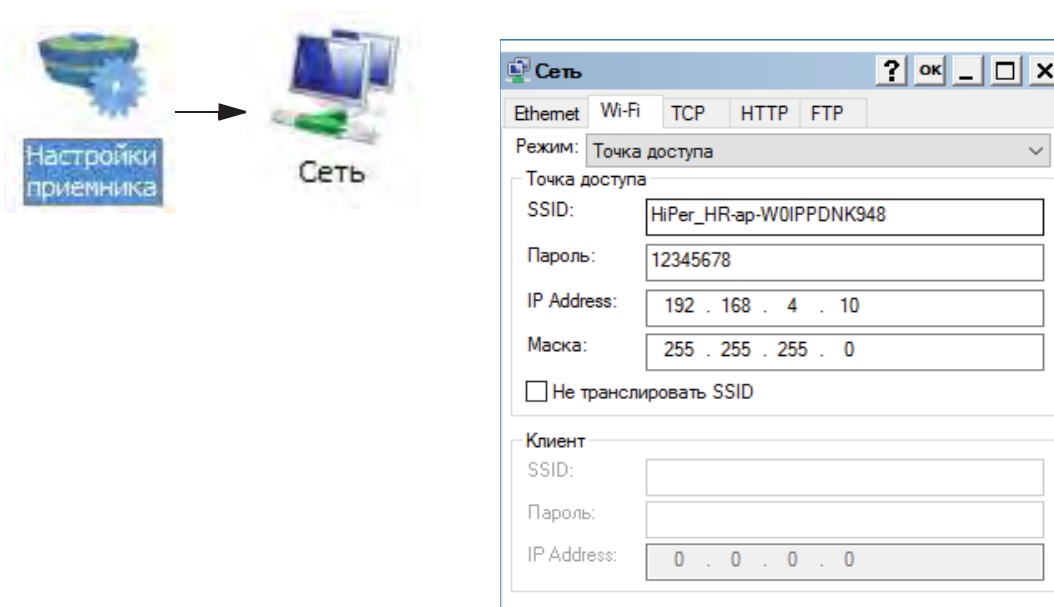 Настройки
приемника
Сеть
Сеть
? ок
Ethernet Wi-Fi TCP HTTP FTP
Режим: Точка доступа
Точка доступа
SSID: HiPer_HR-ap-W0IPPDNK948
Пароль: 12345678
IP Address: 192 . 168 . 4 . 10
Маска: 255 . 255 . 255 . 0
Не транслировать SSID
Клиент
SSID:
Пароль:
IP Address: 0 . 0 . 0 . 0